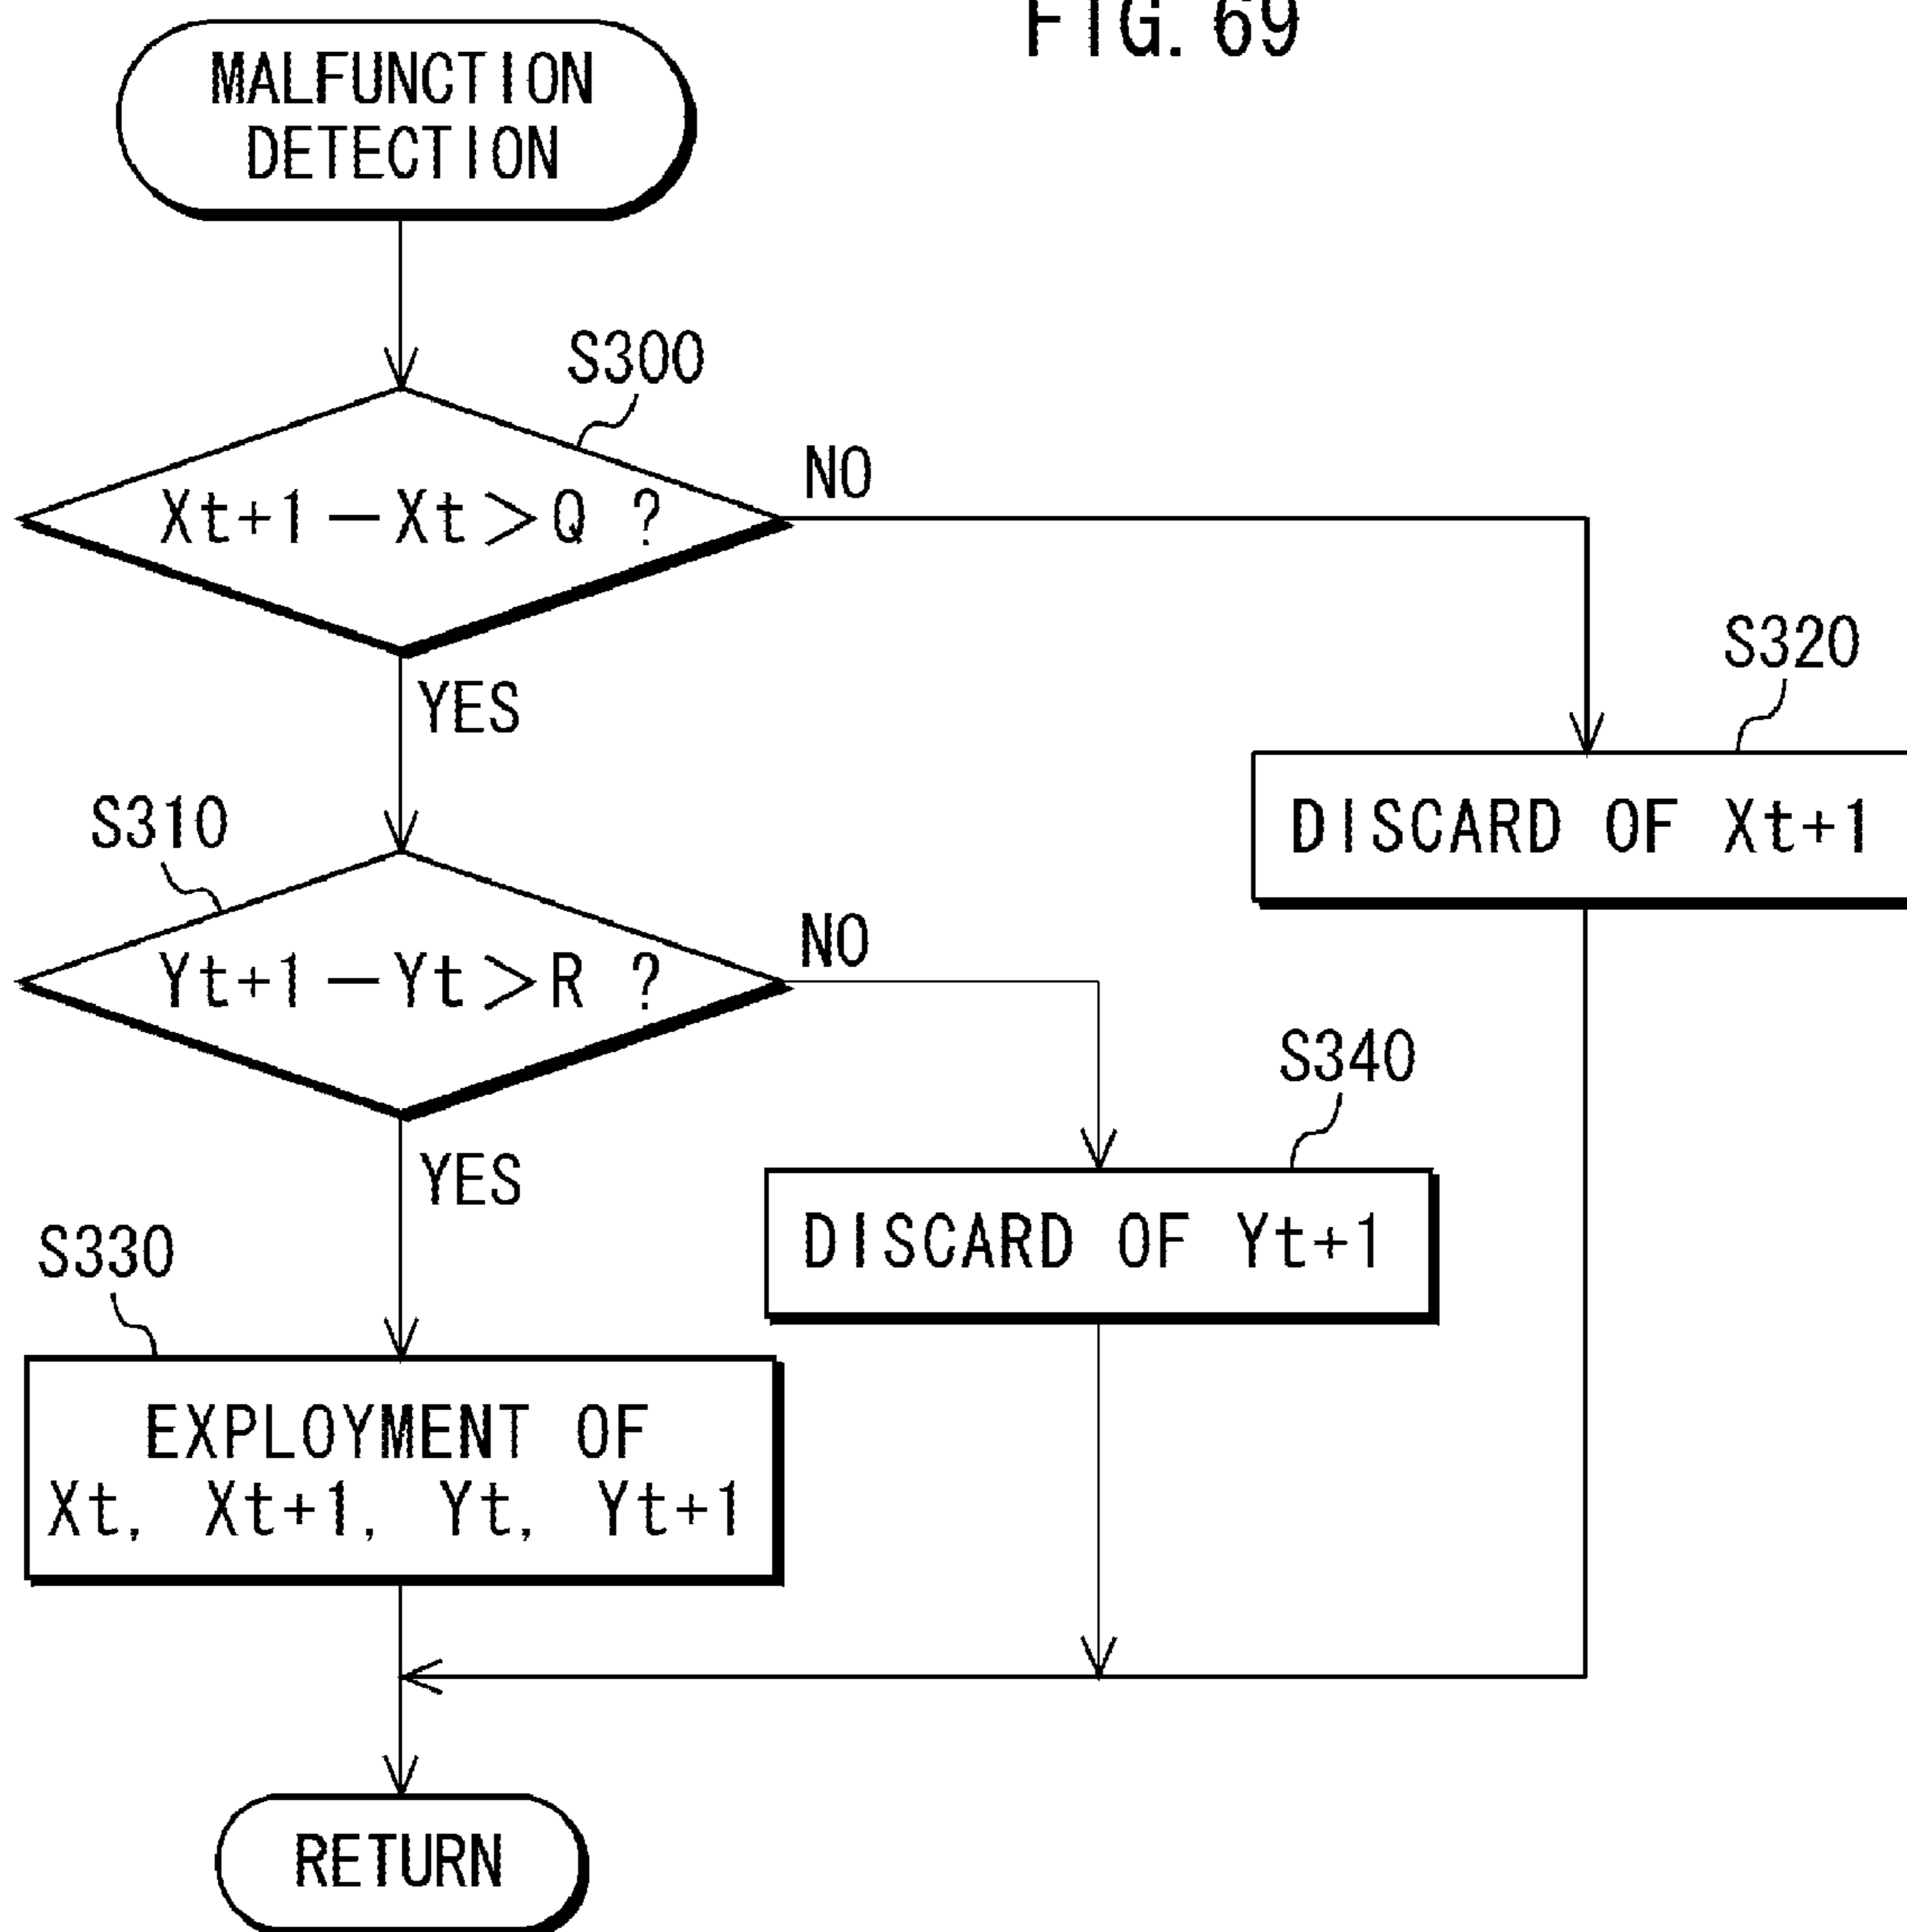 FIG. 69
MALFUNCTION
DETECTION
S300
Xt+1-Xt>Q ?
NO
YES
S320
DISCARD OF Xt+1
S310
Yt+1-Yt>R ?
NO
YES
S340
DISCARD OF Yt+1
S330
EXPLOYMENT OF
Xt, Xt+1, Yt, Yt+1
RETURN